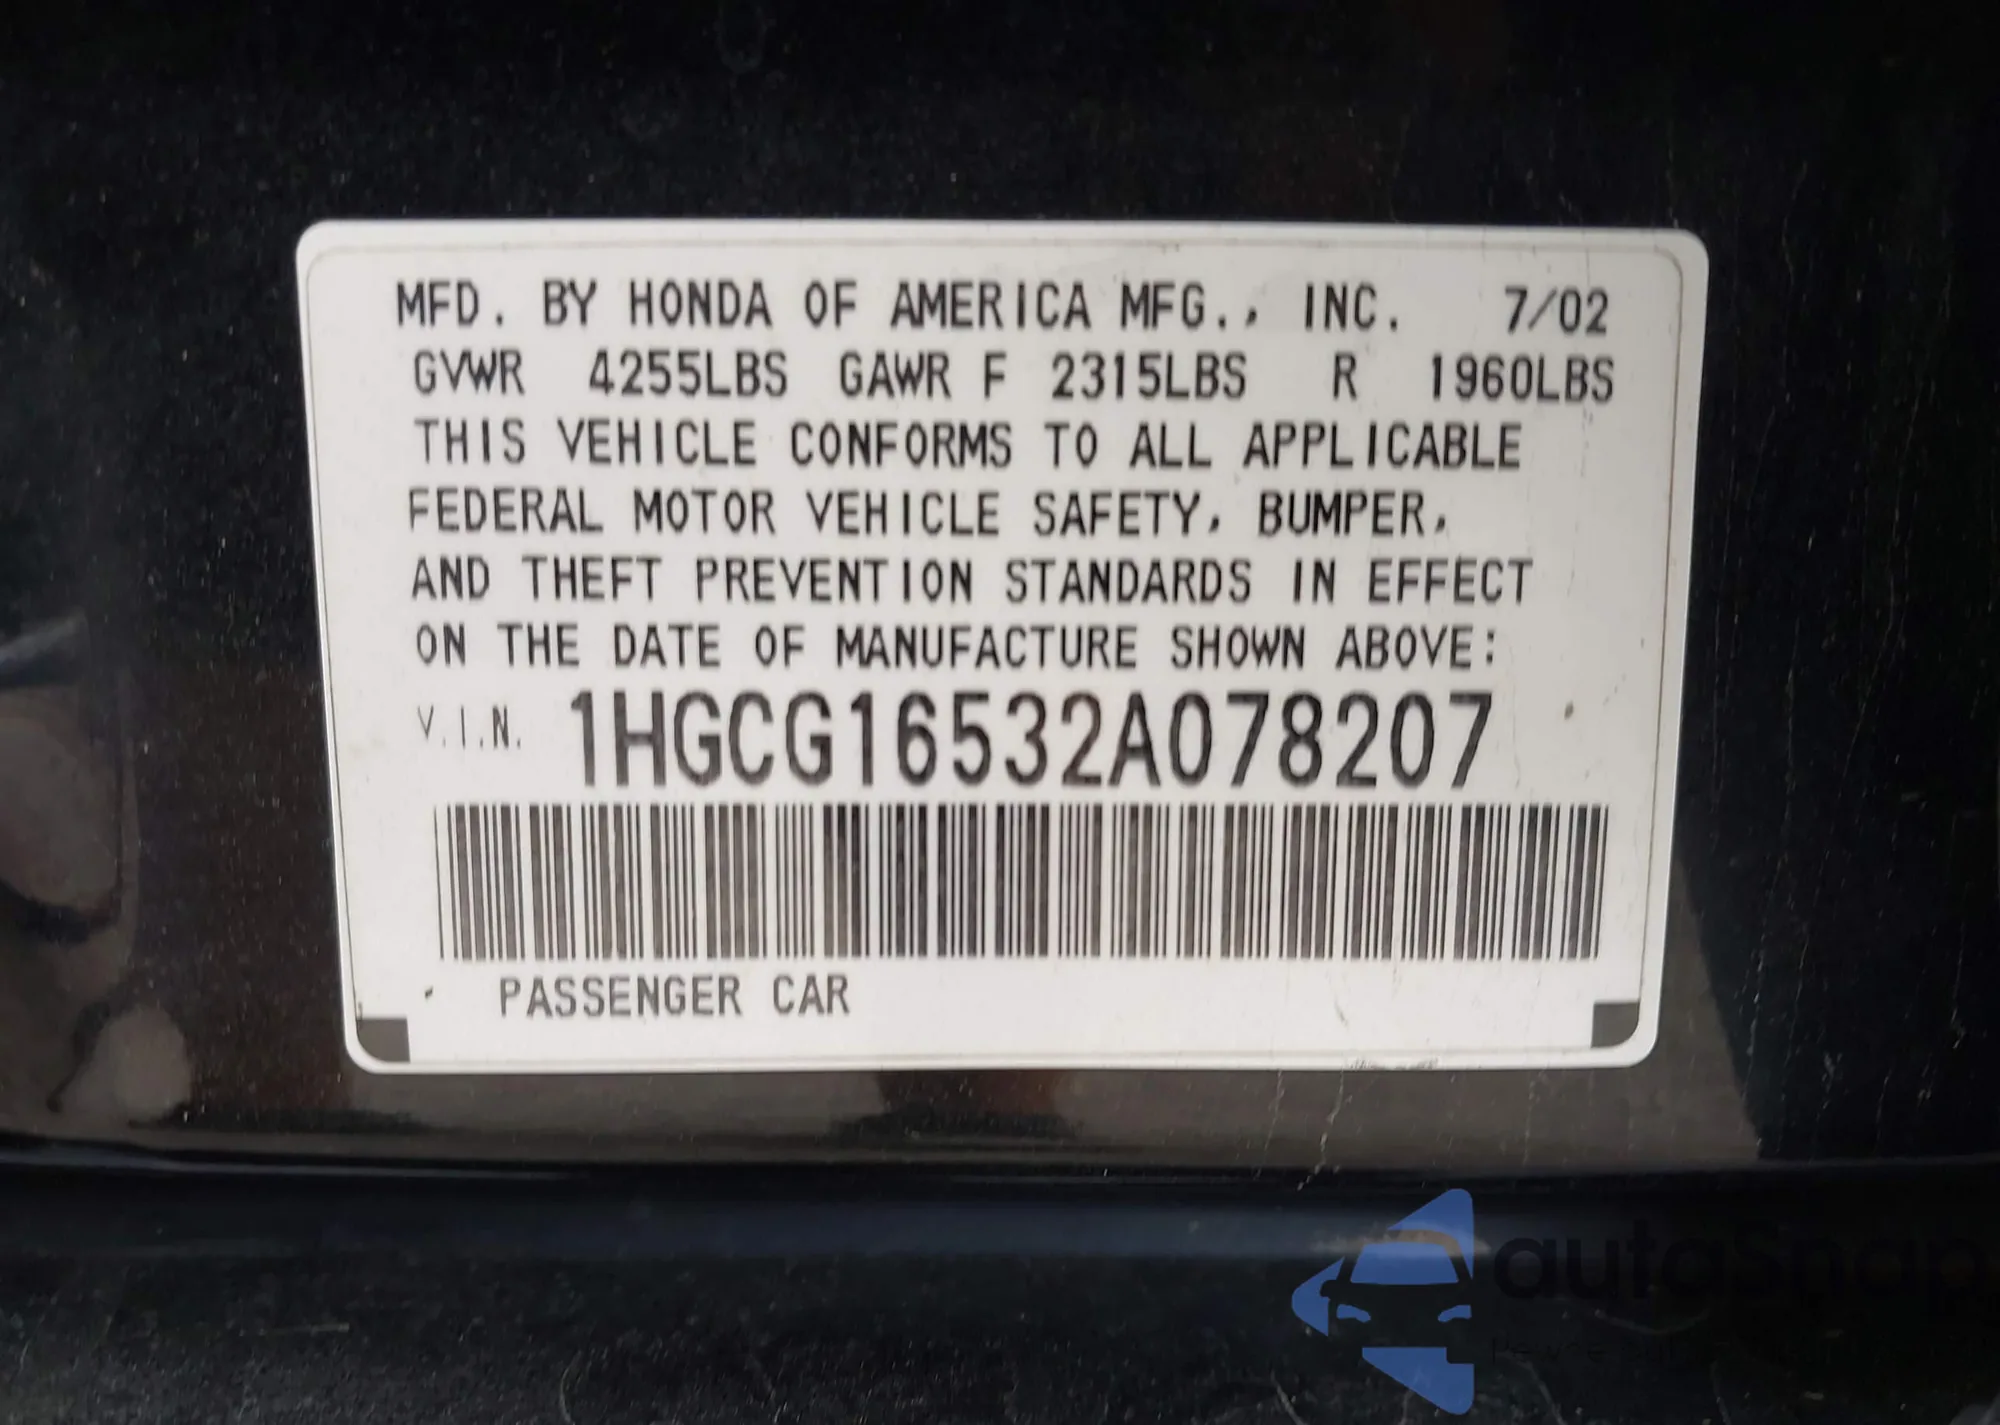 MFD. BY HONDA OF AMERICA MFG., INC. 7/02
GVWR 4255LBS GAWR F 2315LBS R 1960LBS
THIS VEHICLE CONFORMS TO ALL APPLICABLE
FEDERAL MOTOR VEHICLE SAFETY, BUMPER,
AND THEFT PREVENTION STANDARDS IN EFFECT
ON THE DATE OF MANUFACTURE SHOWN ABOVE:
V.I.N. 1HGCG16532A078207
PASSENGER CAR
autoSnap